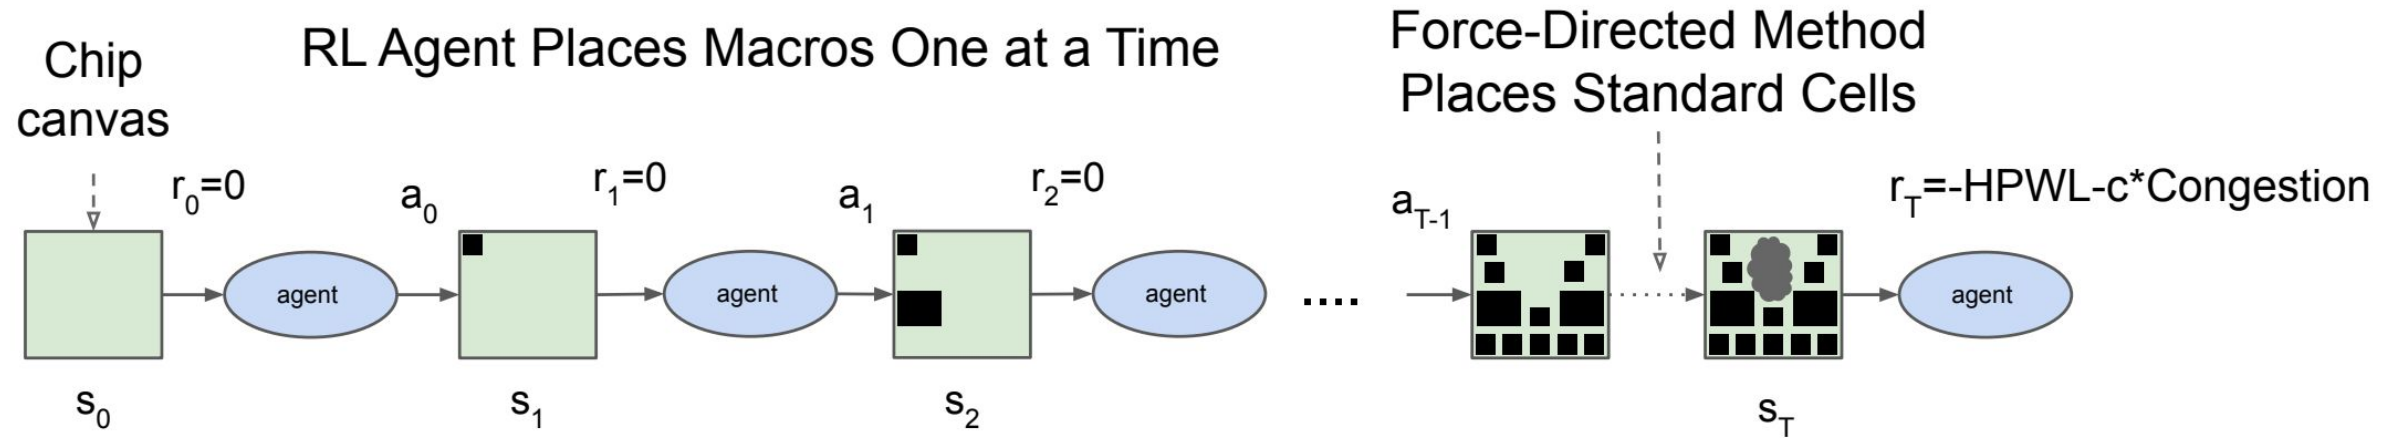 Chip
canvas
RL Agent Places Macros One at a Time
Force-Directed Method
Places Standard Cells
r0=0
a0
r1=0
a1
r2=0
aT-1
rT=-HPWL-c*Congestion
agent
agent
agent
....
agent
s0
s1
s2
sT